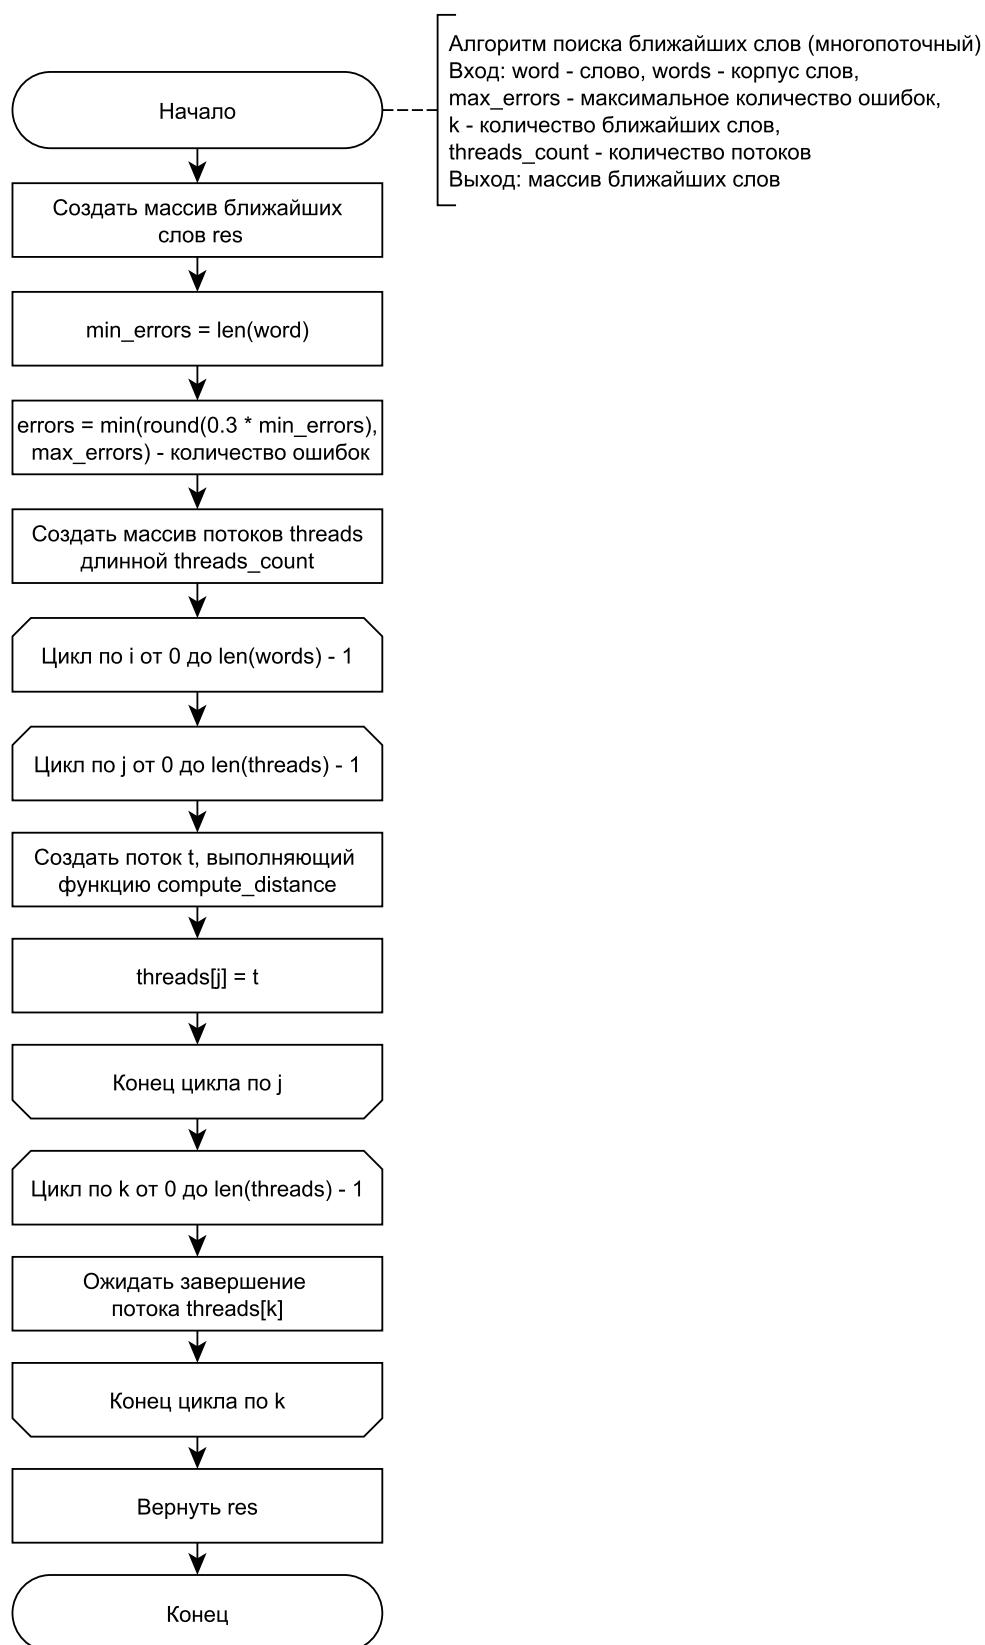 Алгоритм поиска ближайших слов (многопоточный)
Вход: word - слово, words - корпус слов,
max_errors - максимальное количество ошибок,
k - количество ближайших слов,
threads_count - количество потоков
Выход: массив ближайших слов
Начало
Создать массив ближайших
слов res
min_errors = len(word)
errors = min(round(0.3 * min_errors),
max_errors) - количество ошибок
Создать массив потоков threads
длинной threads_count
Цикл по i от 0 до len(words) - 1
Цикл по j от 0 до len(threads) - 1
Создать поток t, выполняющий
функцию compute_distance
threads[j] = t
Конец цикла по j
Цикл по k от 0 до len(threads) - 1
Ожидать завершение
потока threads[k]
Конец цикла по k
Вернуть res
Конец